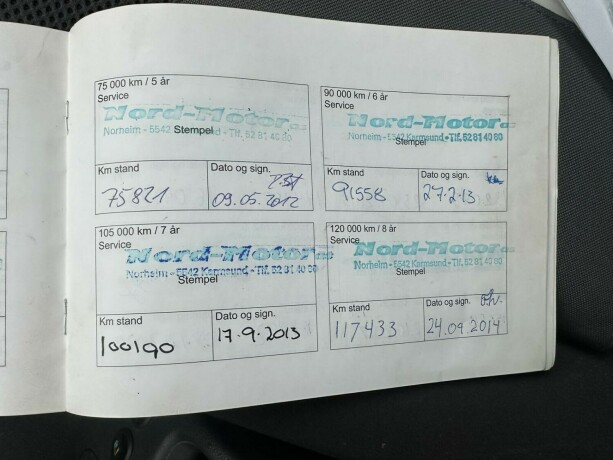 75 000 km / 5 år
Service
Nord-Motor
Norheim - 5542 Stempel - Tlf. 52 81 40 60
Km stand
Dato og sign.
75821
09.05.2012
90 000 km / 6 år
Service
Nord-Motor
Norheim - 5542 Karmsund - Tlf. 52 81 40 60
Stempel
Km stand
Dato og sign.
91558
27.2.13
105 000 km / 7 år
Service
Nord-Motor
Norheim - 5542 Karmsund - Tlf. 52 81 40 60
Stempel
Km stand
Dato og sign.
100190
17.9.2013
120 000 km / 8 år
Service
Nord-Motor
Norheim - 5542 Karmsund - Tlf. 52 81 40 60
Stempel
Km stand
Dato og sign.
117433
24.09.2014